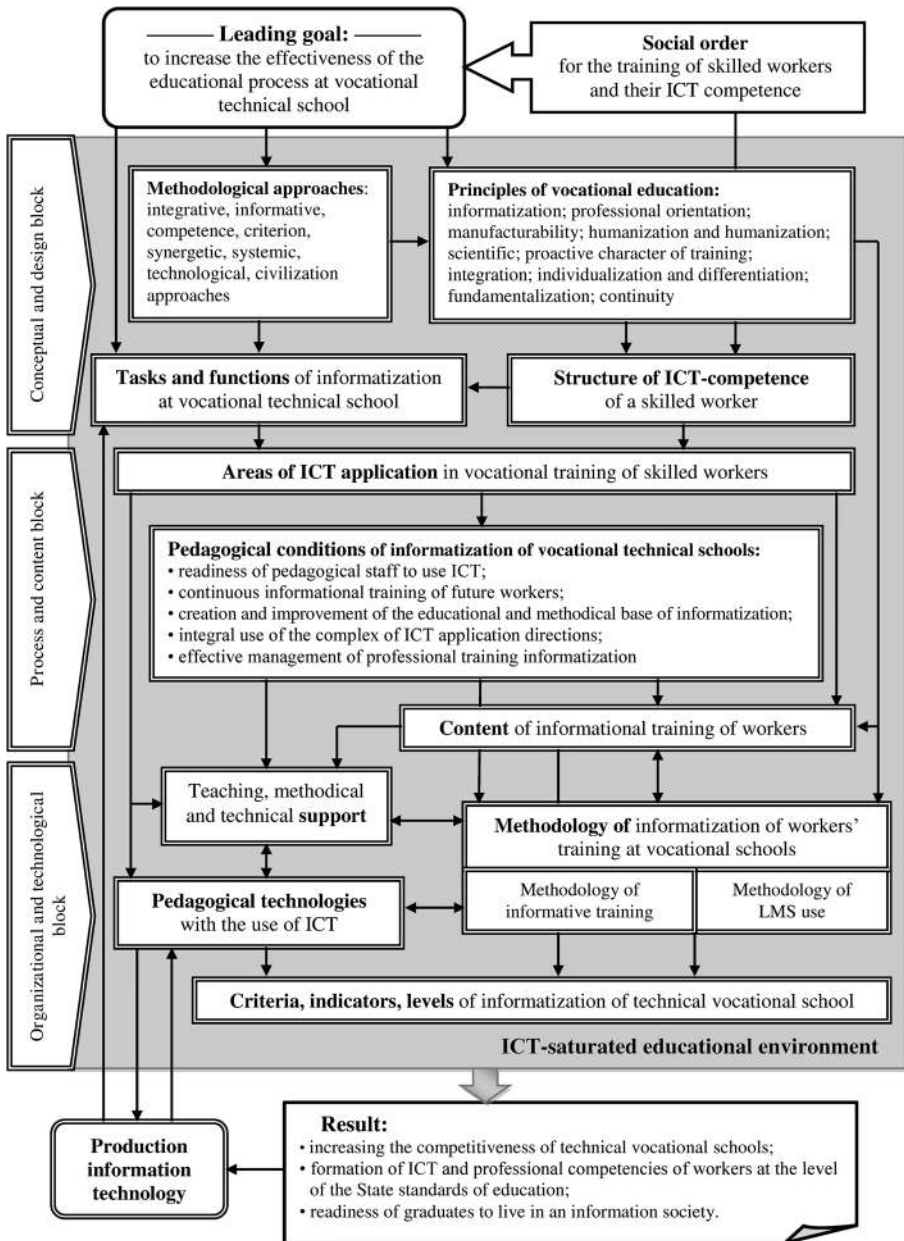 Leading goal:
to increase the effectiveness of the
educational process at vocational
technical school
Social order
for the training of skilled workers
and their ICT competence
Conceptual and design block
Methodological approaches:
integrative, informative,
competence, criterion,
synergetic, systemic,
technological, civilization
approaches
Principles of vocational education:
informatization; professional orientation;
manufacturability; humanization and humanization;
scientific; proactive character of training;
integration; individualization and differentiation;
fundamentalization; continuity
Tasks and functions of informatization
at vocational technical school
Structure of ICT-competence
of a skilled worker
Process and content block
Areas of ICT application in vocational training of skilled workers
Pedagogical conditions of informatization of vocational technical schools:
• readiness of pedagogical staff to use ICT;
• continuous informational training of future workers;
• creation and improvement of the educational and methodical base of informatization;
• integral use of the complex of ICT application directions;
• effective management of professional training informatization
Content of informational training of workers
Organizational and technological
block
Teaching, methodical
and technical support
Methodology of informatization of workers’
training at vocational schools
Methodology of
informative training
Methodology of
LMS use
Pedagogical technologies
with the use of ICT
Criteria, indicators, levels of informatization of technical vocational school
ICT-saturated educational environment
Production
information
technology
Result:
• increasing the competitiveness of technical vocational schools;
• formation of ICT and professional competencies of workers at the level
of the State standards of education;
• readiness of graduates to live in an information society.